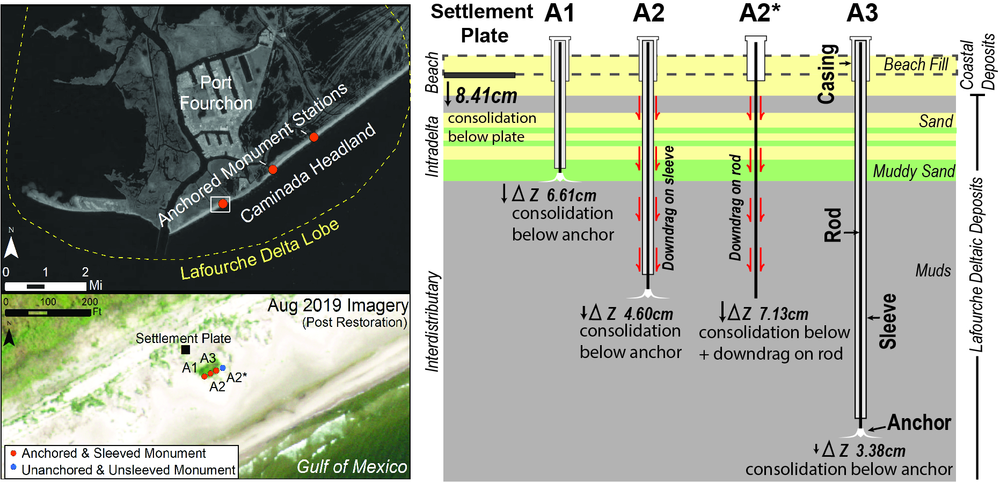 Port
Fourchon
Anchored Monument Stations
Caminada Headland
Lafourche Delta Lobe
N
0 1 2
Mi
0 100 200
Ft
N
Aug 2019 Imagery
(Post Restoration)
Settlement Plate
A3
A1
A2*
A2
Anchored & Sleeved Monument
Unanchored & Unsleeved Monument
Gulf of Mexico
Settlement
Plate
A1
A2
A2*
A3
Beach
Intradelta
Interdistributary
8.41cm
consolidation
below plate
↓ Δ Z 6.61cm
consolidation
below anchor
Downdrag on sleeve
↓Δ Z 4.60cm
consolidation
below anchor
Downdrag on rod
↓Δ Z 7.13cm
consolidation below
+ downdrag on rod
Casing
Rod
Sleeve
Anchor
↓Δ Z 3.38cm
consolidation below anchor
Beach Fill
Sand
Muddy Sand
Muds
Coastal
Deposits
Lafourche Deltaic Deposits